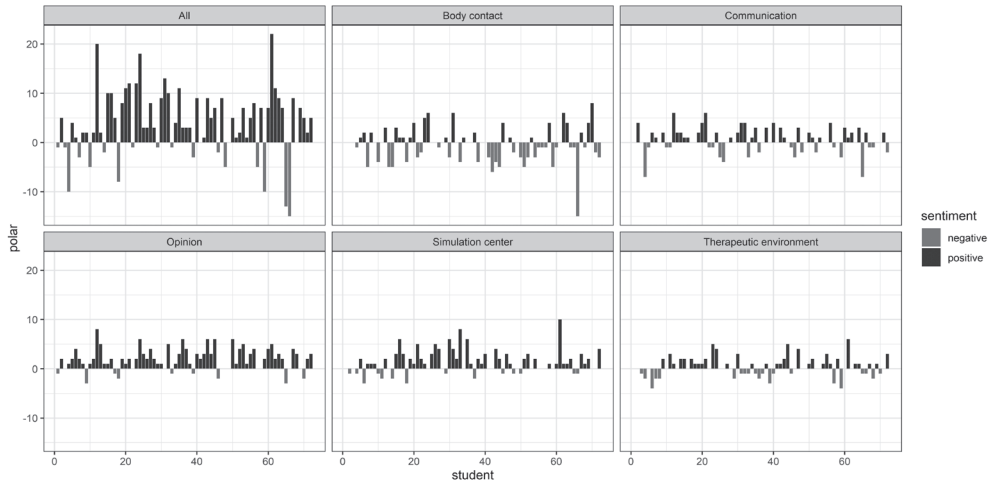 All
Body contact
Communication
20
10
0
-10
Opinion
Simulation center
Therapeutic environment
20
10
0
-10
0 20 40 60
0 20 40 60
0 20 40 60
student
polar
sentiment
negative
positive